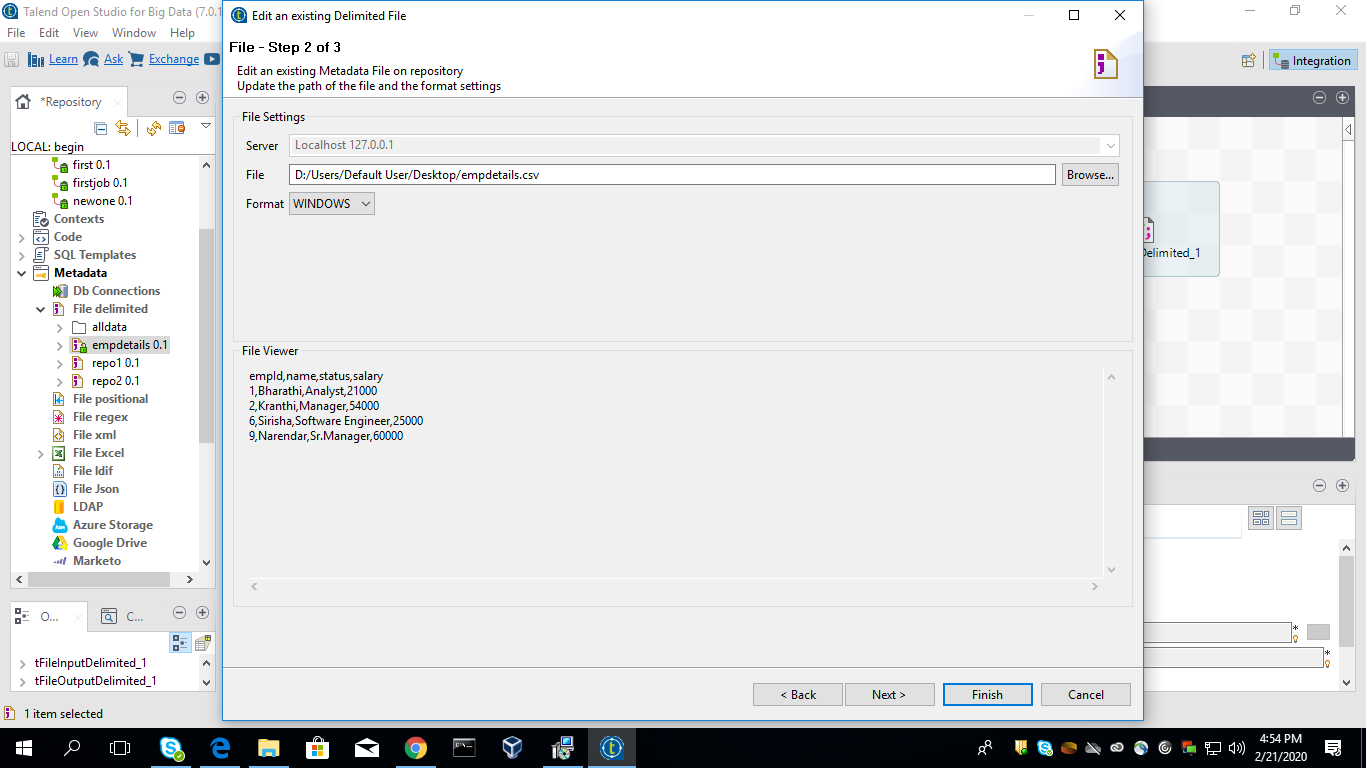 Talend Open Studio for Big Data (7.0.1
File Edit View Window Help
Learn Ask Exchange
Integration
*Repository
LOCAL: begin
first 0.1
firstjob 0.1
newone 0.1
Contexts
Code
SQL Templates
Metadata
Db Connections
File delimited
alldata
empdetails 0.1
repo1 0.1
repo2 0.1
File positional
File regex
File xml
File Excel
File ldif
File Json
LDAP
Azure Storage
Google Drive
Marketo
O... C...
tFileInputDelimited_1
tFileOutputDelimited_1
1 item selected
Edit an existing Delimited File
File - Step 2 of 3
Edit an existing Metadata File on repository
Update the path of the file and the format settings
File Settings
Server Localhost 127.0.0.1
File D:/Users/Default User/Desktop/empdetails.csv Browse...
Format WINDOWS
File Viewer
empId,name,status,salary
1,Bharathi,Analyst,21000
2,Kranthi,Manager,54000
6,Sirisha,Software Engineer,25000
9,Narendar,Sr.Manager,60000
< Back Next > Finish Cancel
Delimited_1
*
*
4:54 PM
2/21/2020